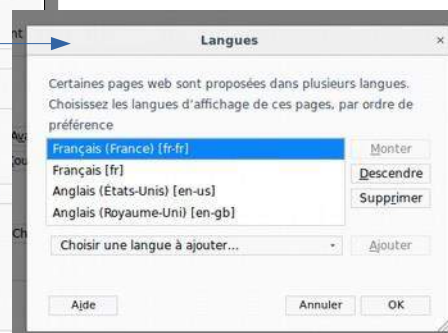 nt
Langues ×
Certaines pages web sont proposées dans plusieurs langues.
Choisissez les langues d'affichage de ces pages, par ordre de
préférence
Français (France) [fr-fr]
Monter
Français [fr]
Descendre
Anglais (États-Unis) [en-us]
Supprimer
Anglais (Royaume-Uni) [en-gb]
Choisir une langue à ajouter...
Ajouter
Ch
Aide
Annuler
OK